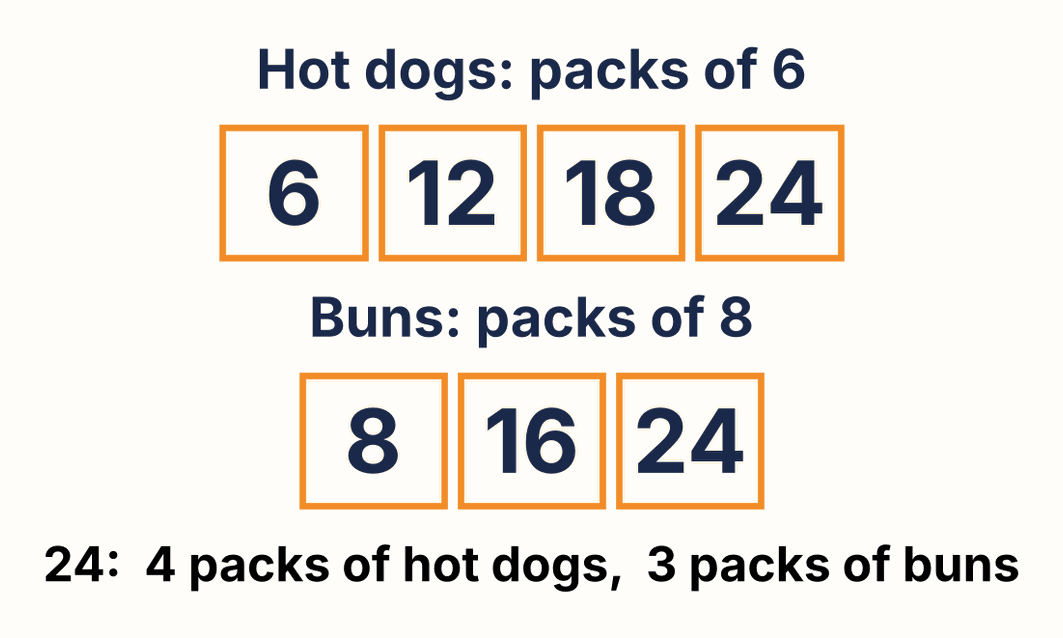 Hot dogs: packs of 6
6 12 18 24
Buns: packs of 8
8 16 24
24: 4 packs of hot dogs, 3 packs of buns